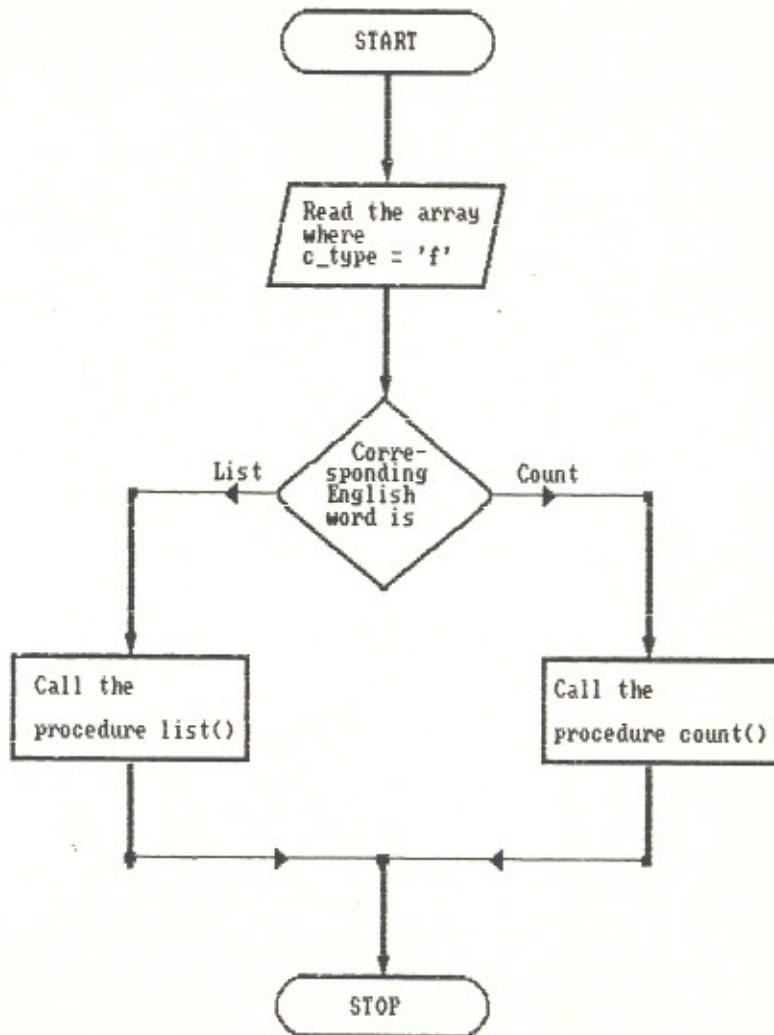 START
Read the array
where
c_type = 'f'
Corre-
sponding
English
word is
List
Count
Call the
procedure list()
Call the
procedure count()
STOP